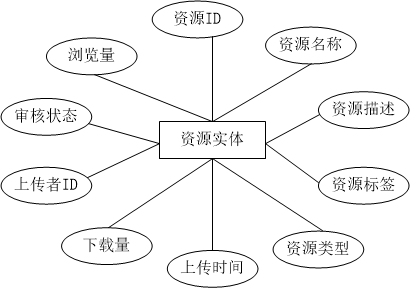 资源ID
资源名称
浏览量
资源描述
审核状态
资源实体
上传者ID
资源标签
下载量
资源类型
上传时间